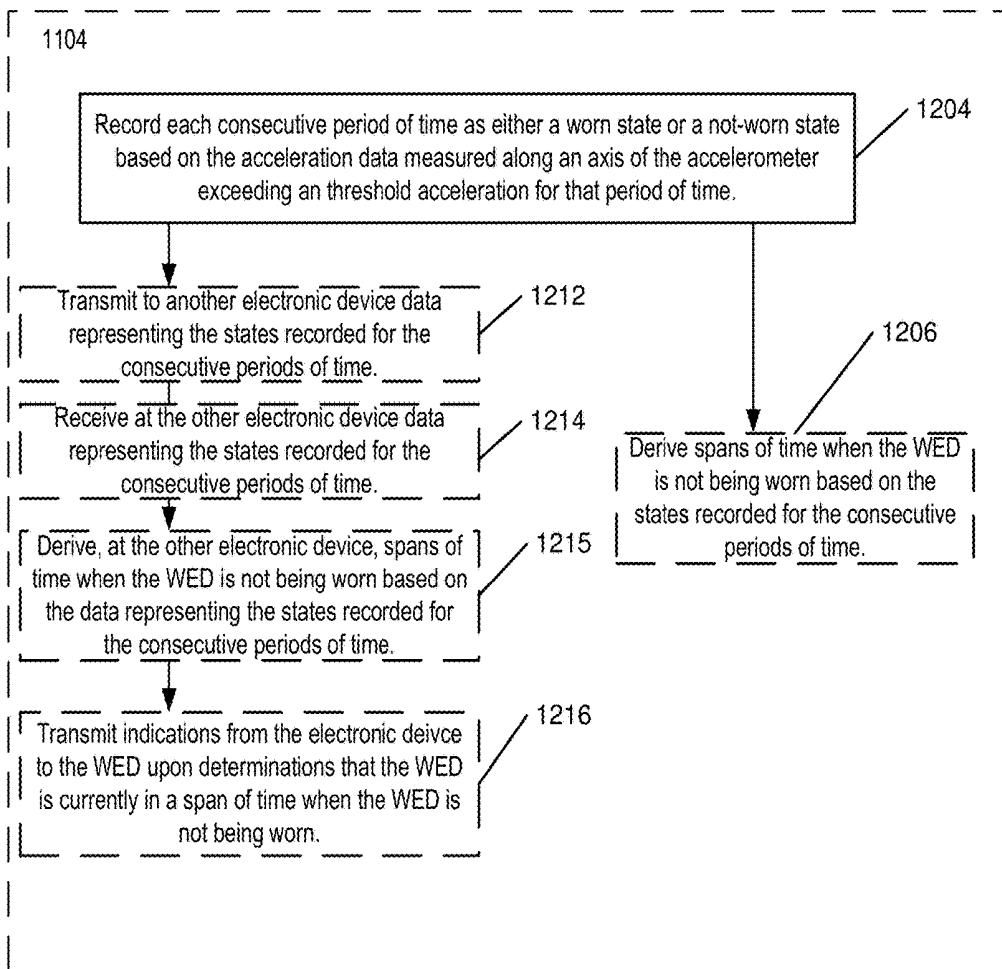 1104
Record each consecutive period of time as either a worn state or a not-worn state
based on the acceleration data measured along an axis of the accelerometer
exceeding an threshold acceleration for that period of time.
1204
Transmit to another electronic device data
representing the states recorded for the
consecutive periods of time.
1212
Receive at the other electronic device data
representing the states recorded for the
consecutive periods of time.
1214
Derive, at the other electronic device, spans of
time when the WED is not being worn based on
the data representing the states recorded for
the consecutive periods of time.
1215
Transmit indications from the electronic deivce
to the WED upon determinations that the WED
is currently in a span of time when the WED is
not being worn.
1216
1206
Derive spans of time when the WED
is not being worn based on the
states recorded for the consecutive
periods of time.